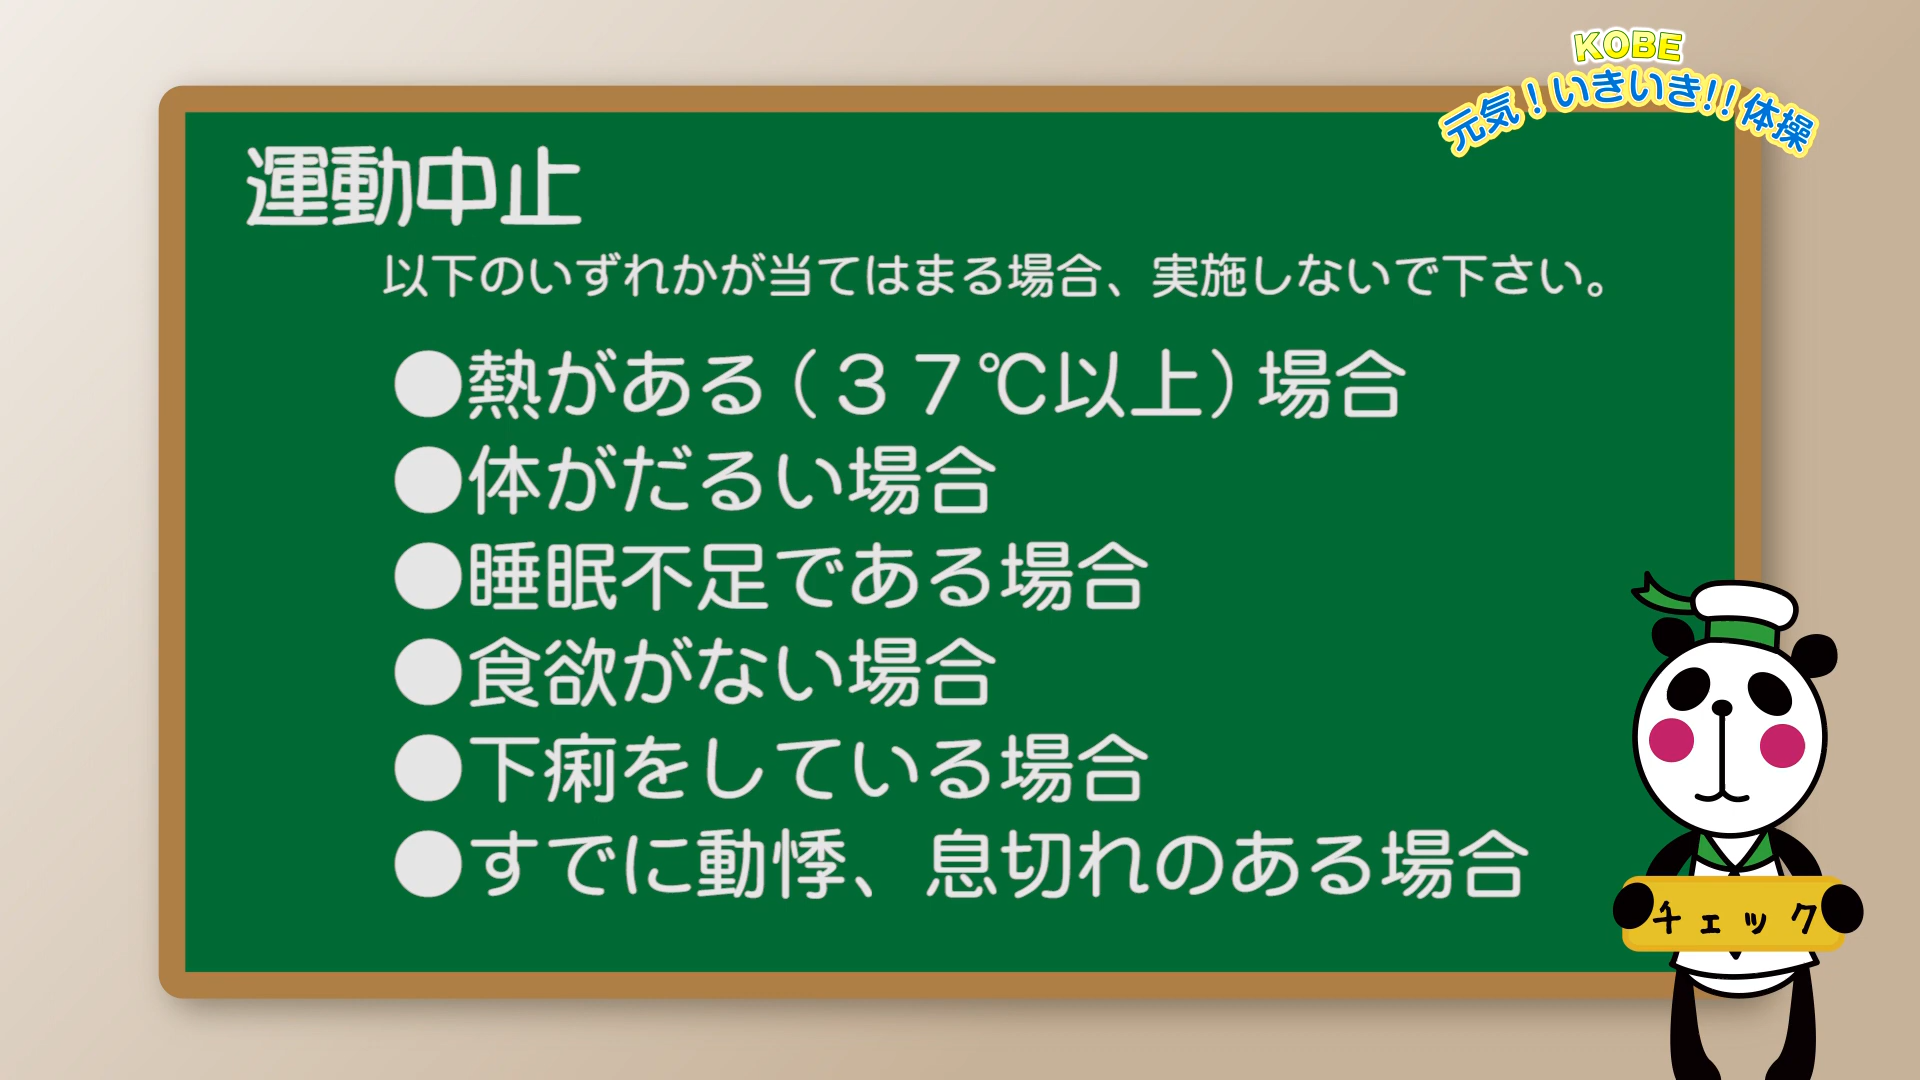 KOBE
元気！いきいき!!体操
運動中止
以下のいずれかが当てはまる場合、実施しないで下さい。
●熱がある（３７℃以上）場合
●体がだるい場合
●睡眠不足である場合
●食欲がない場合
●下痢をしている場合
●すでに動悸、息切れのある場合
チェック